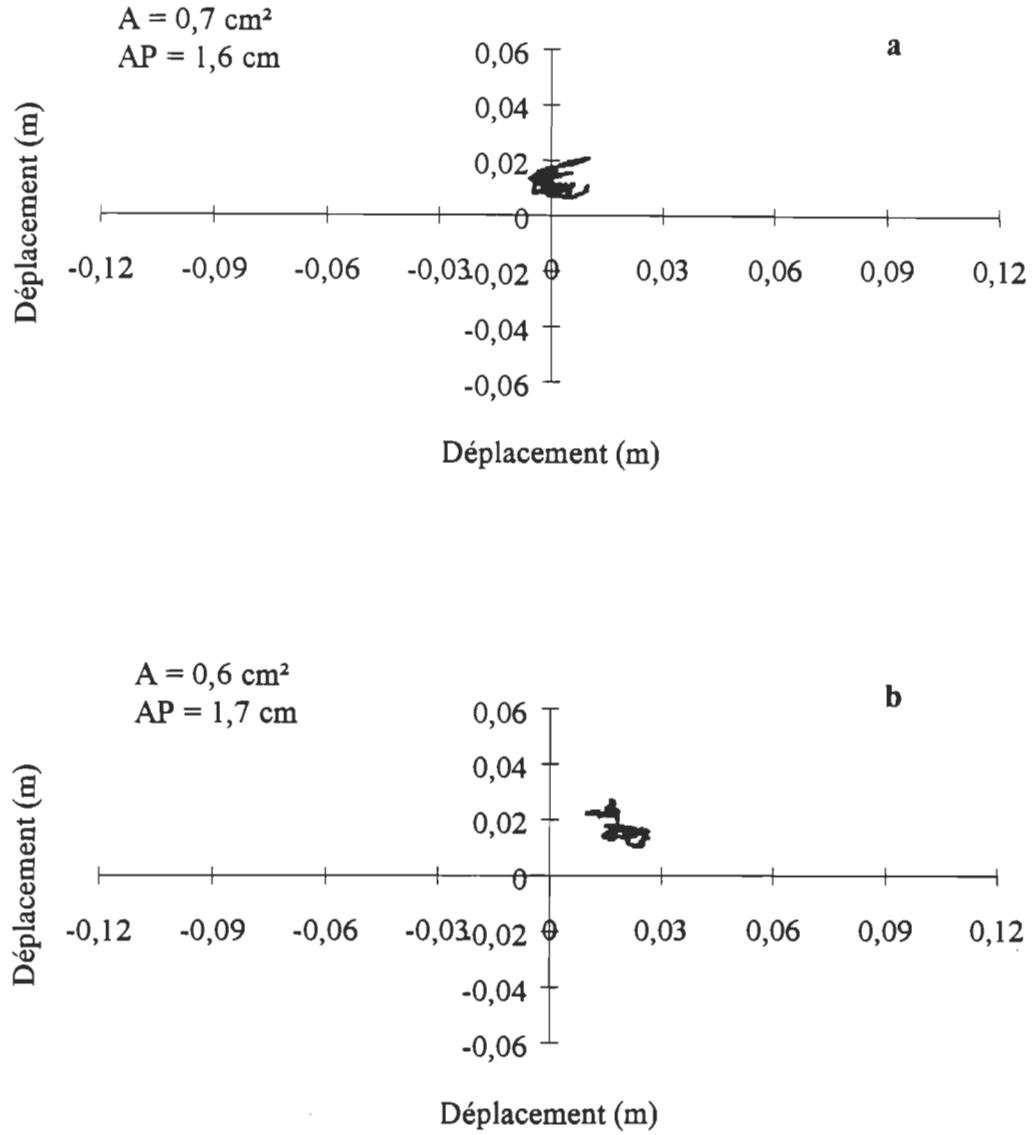 A = 0,7 cm²
AP = 1,6 cm
a
0,06
0,04
0,02
0
-0,12 -0,09 -0,06 -0,03 -0,02 0 0,03 0,06 0,09 0,12
-0,04
-0,06
Déplacement (m)
Déplacement (m)
A = 0,6 cm²
AP = 1,7 cm
b
0,06
0,04
0,02
0
-0,12 -0,09 -0,06 -0,03 -0,02 0 0,03 0,06 0,09 0,12
-0,04
-0,06
Déplacement (m)
Déplacement (m)